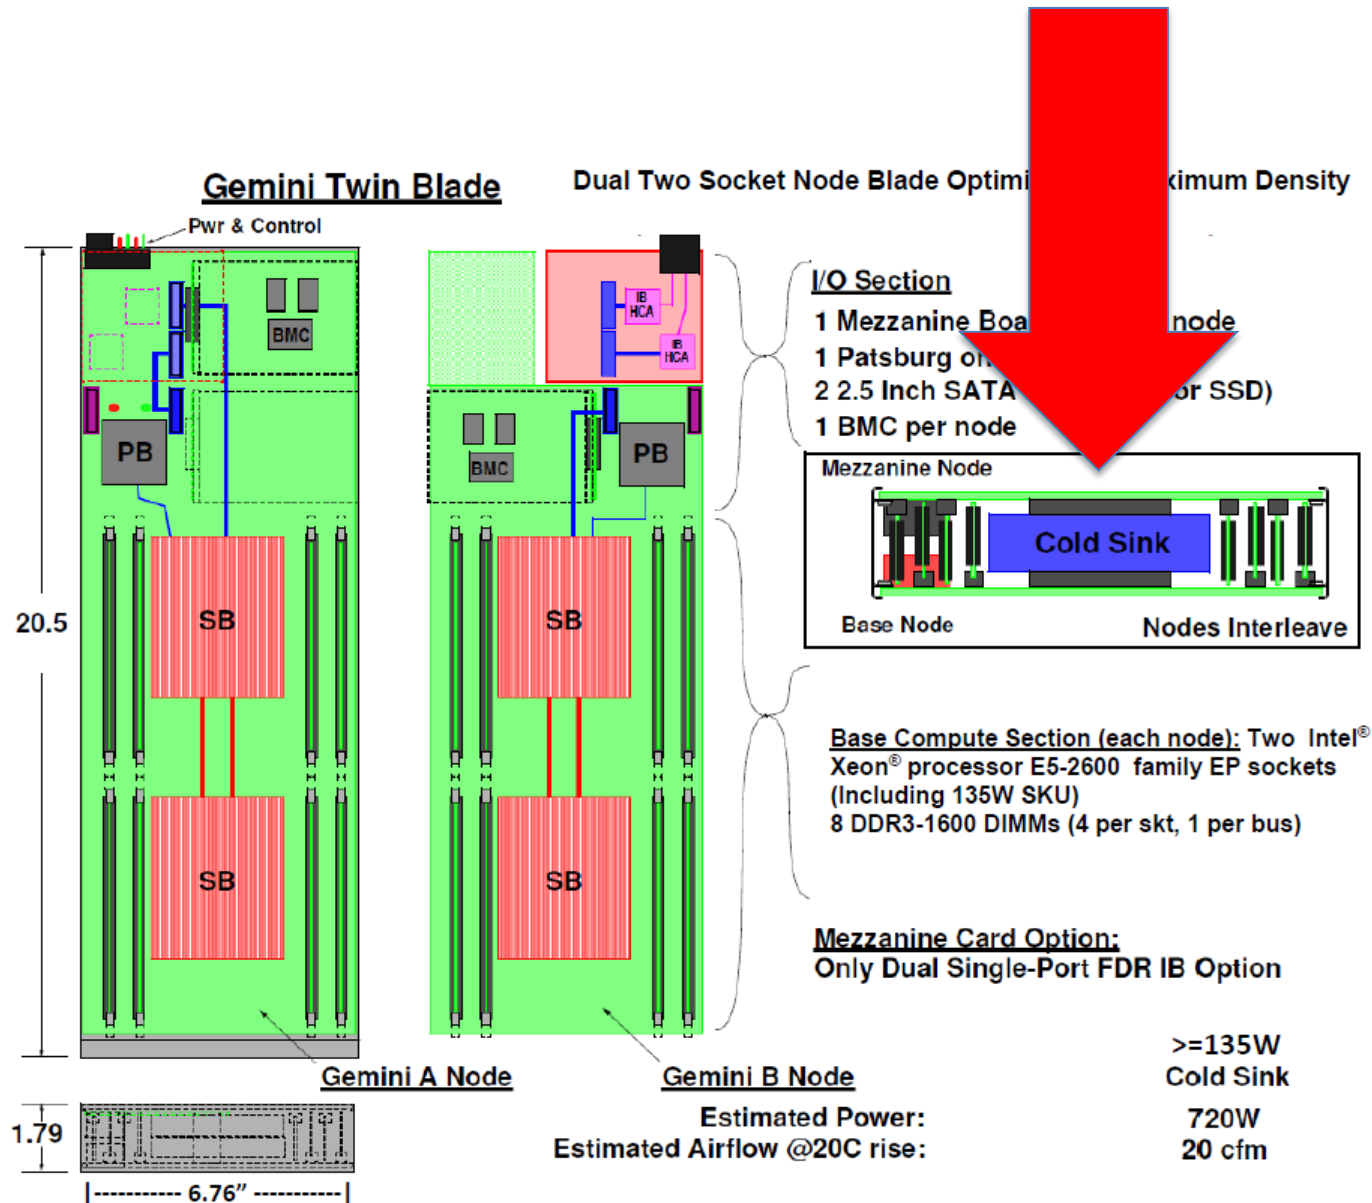 Gemini Twin Blade
Dual Two Socket Node Blade Optimi ximum Density
Pwr & Control
I/O Section
1 Mezzanine Boa node
1 Patsburg on
2 2.5 Inch SATA or SSD)
1 BMC per node
BMC
IB
HCA
IB
HCA
PB
BMC
PB
Mezzanine Node
Cold Sink
Base Node
Nodes Interleave
20.5
SB
SB
Base Compute Section (each node): Two Intel®
Xeon® processor E5-2600 family EP sockets
(Including 135W SKU)
8 DDR3-1600 DIMMs (4 per skt, 1 per bus)
SB
SB
Mezzanine Card Option:
Only Dual Single-Port FDR IB Option
>=135W
Cold Sink
Gemini A Node
Gemini B Node
Estimated Power: 720W
Estimated Airflow @20C rise: 20 cfm
1.79
|----------- 6.76” -----------|